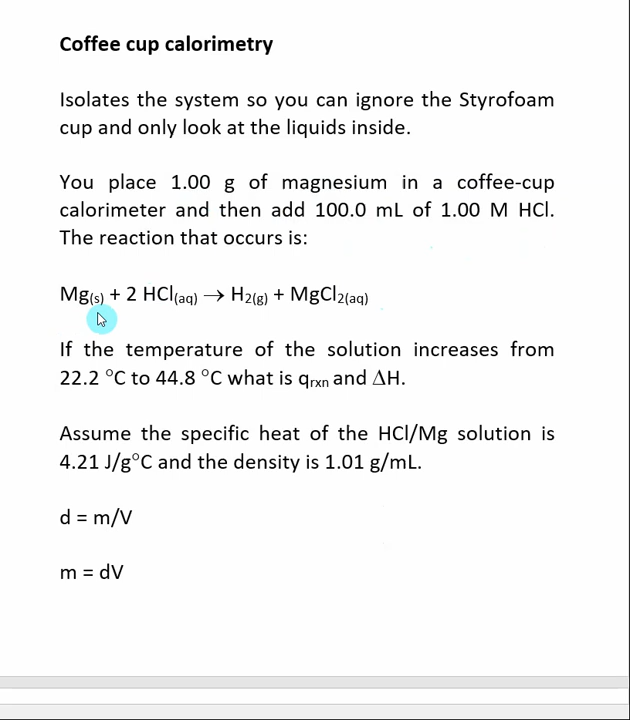 Coffee cup calorimetry
Isolates the system so you can ignore the Styrofoam
cup and only look at the liquids inside.
You place 1.00 g of magnesium in a coffee-cup
calorimeter and then add 100.0 mL of 1.00 M HCl.
The reaction that occurs is:
Mg(s) + 2 HCl(aq) → H2(g) + MgCl2(aq)
If the temperature of the solution increases from
22.2 °C to 44.8 °C what is qrxn and ΔH.
Assume the specific heat of the HCl/Mg solution is
4.21 J/g°C and the density is 1.01 g/mL.
d = m/V
m = dV